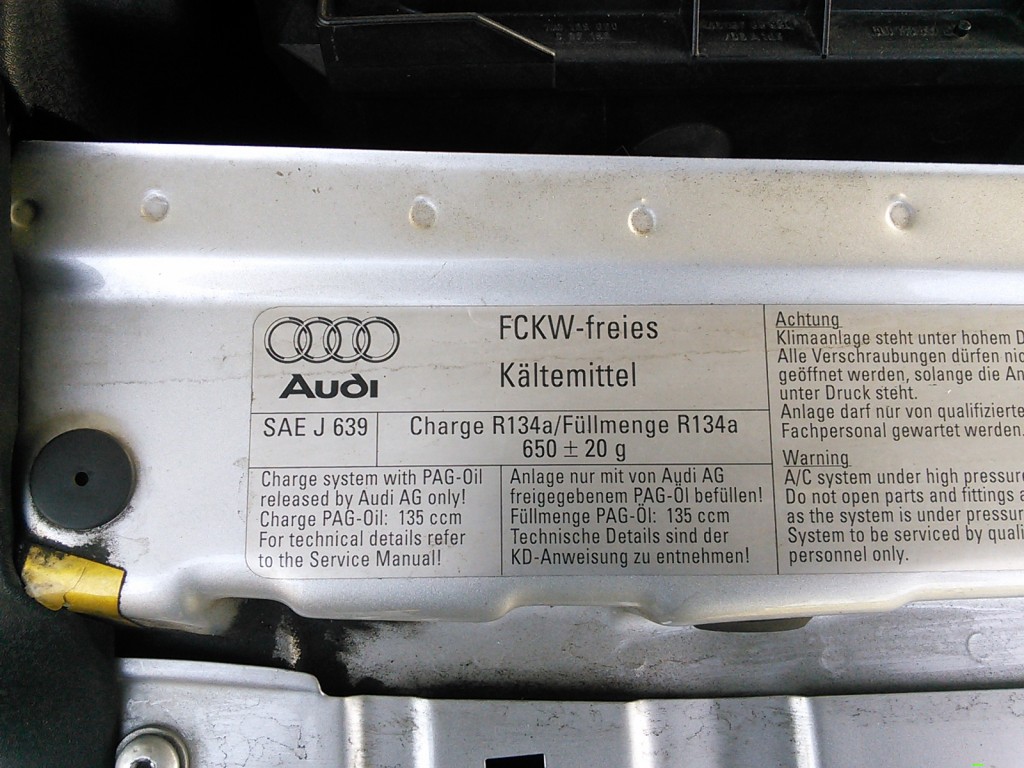 Audi
FCKW-freies
Kältemittel
SAE J 639
Charge R134a/Füllmenge R134a
650 ± 20 g
Charge system with PAG-Oil
released by Audi AG only!
Charge PAG-Oil: 135 ccm
For technical details refer
to the Service Manual!
Anlage nur mit von Audi AG
freigegebenem PAG-Öl befüllen!
Füllmenge PAG-Öl: 135 ccm
Technische Details sind der
KD-Anweisung zu entnehmen!
Achtung
Klimaanlage steht unter hohem
Alle Verschraubungen dürfen
geöffnet werden, solange die
unter Druck steht.
Anlage darf nur von
Fachpersonal gewartet werden.
Warning
A/C system under high
Do not open parts and fittings
as the system is under
System to be serviced by
personnel only.